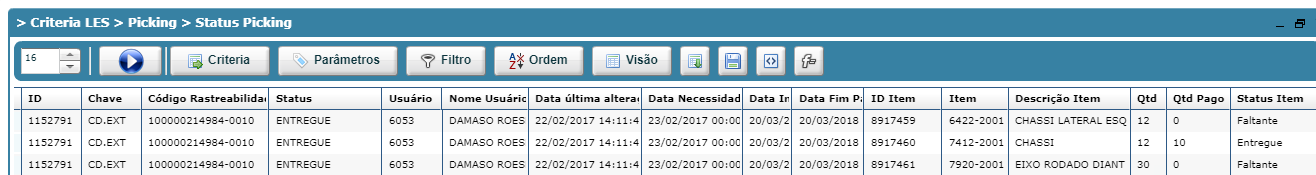 > Criteria LES > Picking > Status Picking
16 Criteria Parâmetros Filtro Ordem Visão
ID Chave Código Rastreabilidad Status Usuário Nome Usuário Data última alteraç Data Necessidad Data In Data Fim Pa ID Item Item Descrição Item Qtd Qtd Pago Status Item
1152791 CD.EXT 100000214984-0010 ENTREGUE 6053 DAMASO ROES 22/02/2017 14:11:4 23/02/2017 00:00 20/03/2 20/03/2018 8917459 6422-2001 CHASSI LATERAL ESQ 12 0 Faltante
1152791 CD.EXT 100000214984-0010 ENTREGUE 6053 DAMASO ROES 22/02/2017 14:11:4 23/02/2017 00:00 20/03/2 20/03/2018 8917460 7412-2001 CHASSI 12 10 Entregue
1152791 CD.EXT 100000214984-0010 ENTREGUE 6053 DAMASO ROES 22/02/2017 14:11:4 23/02/2017 00:00 20/03/2 20/03/2018 8917461 7920-2001 EIXO RODADO DIANT 30 0 Faltante